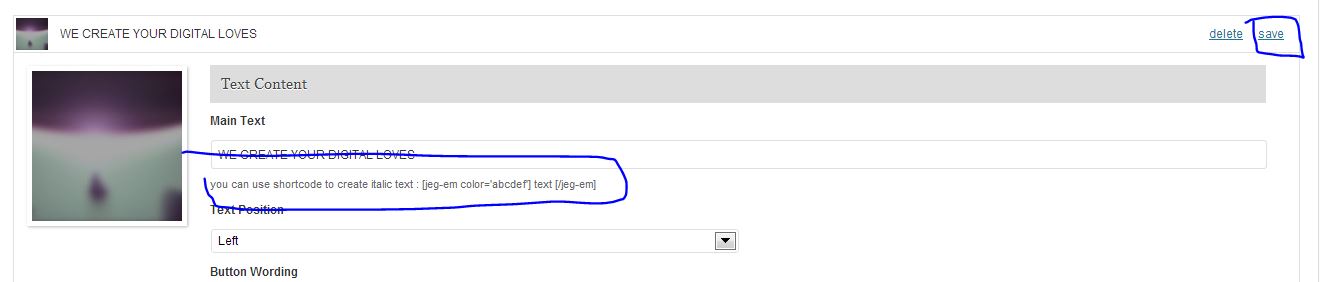 WE CREATE YOUR DIGITAL LOVES delete save
Text Content
Main Text
WE CREATE YOUR DIGITAL LOVES
you can use shortcode to create italic text : [jeg-em color='abcdef'] text [/jeg-em]
Text Position
Left
Button Wording